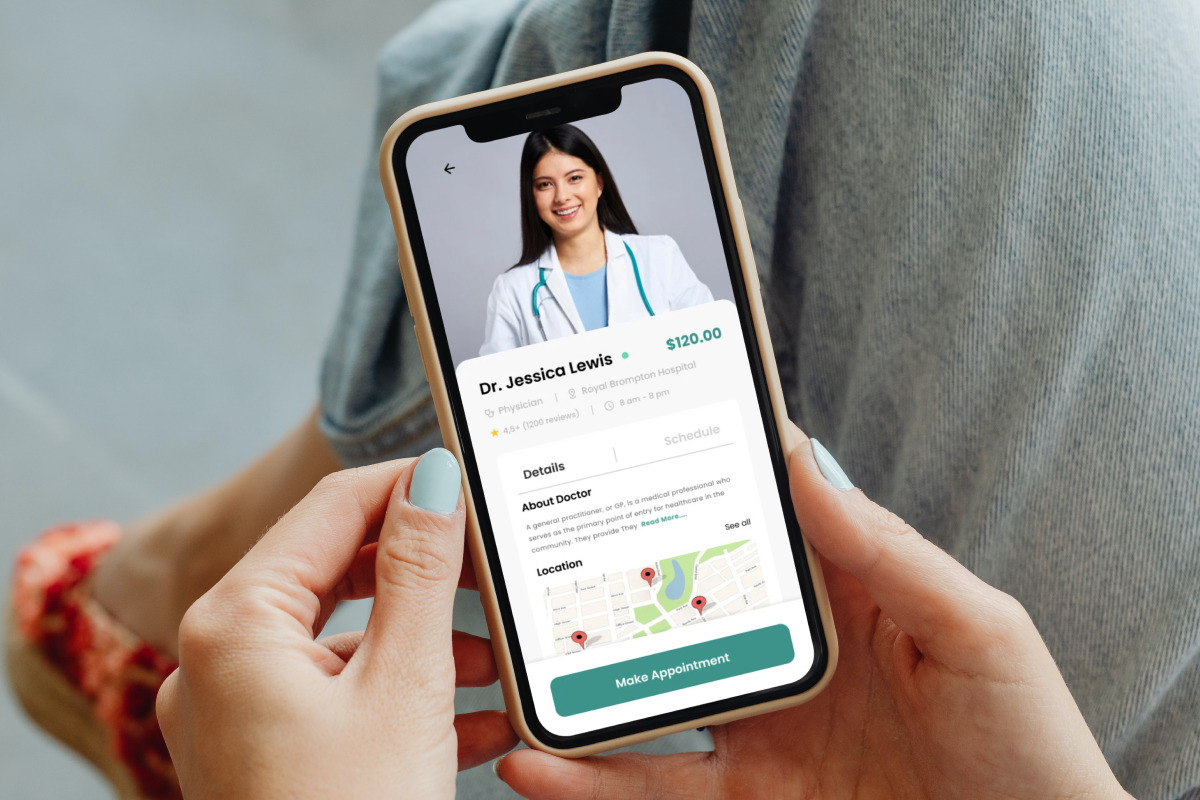 Dr. Jessica Lewis
$120.00
Physician | Royal Brompton Hospital
4,5+ (1200 reviews) | 8 am - 8 pm
Details | Schedule
About Doctor
A general practitioner, or GP, is a medical professional who
serves as the primary point of entry for healthcare in the
community. They provide They Read More....
Location
See all
Make Appointment